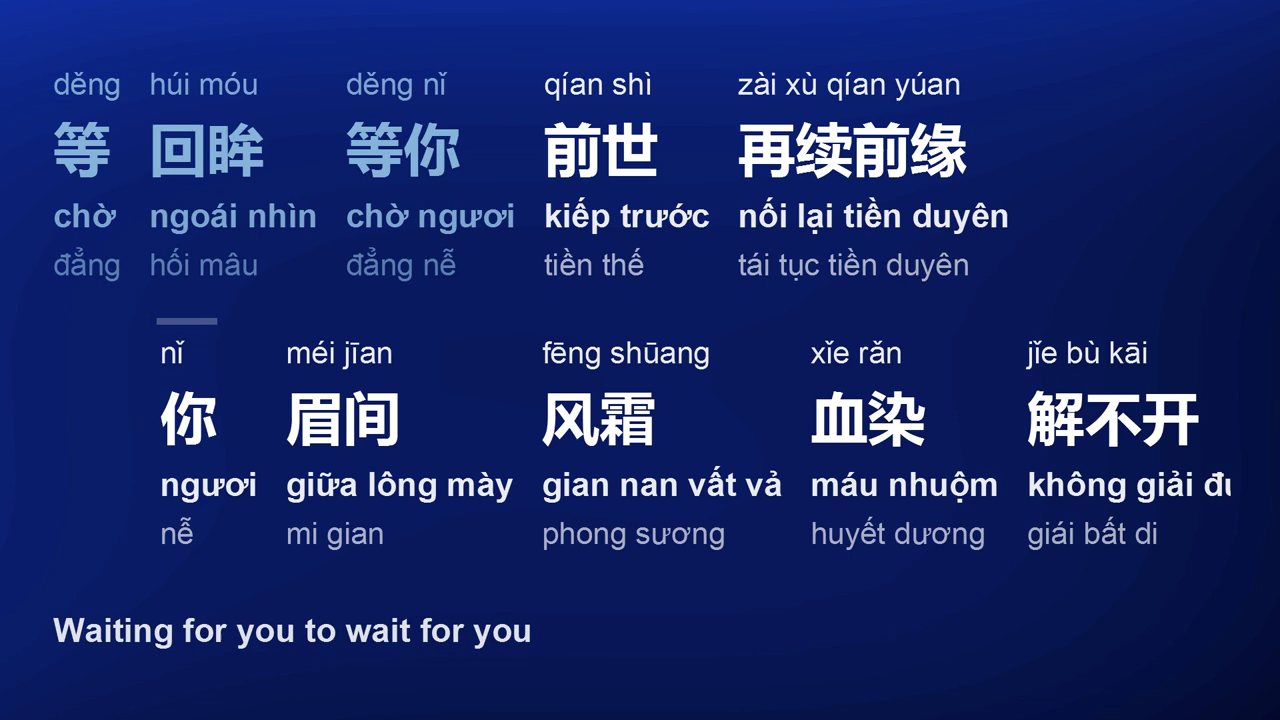 děng húi móu děng nǐ qían shì zài xù qían yúan
等 回眸 等你 前世 再续前缘
chờ ngoái nhìn chờ ngươi kiếp trước nối lại tiền duyên
đẳng hối mâu đẳng nễ tiền thế tái tục tiền duyên
nǐ méi jīan fēng shūang xǐe rǎn jǐe bù kāi
你 眉间 风霜 血染 解不开
ngươi giữa lông mày gian nan vất vả máu nhuộm không giải
nễ mi gian phong sương huyết dương giái bất di
Waiting for you to wait for you